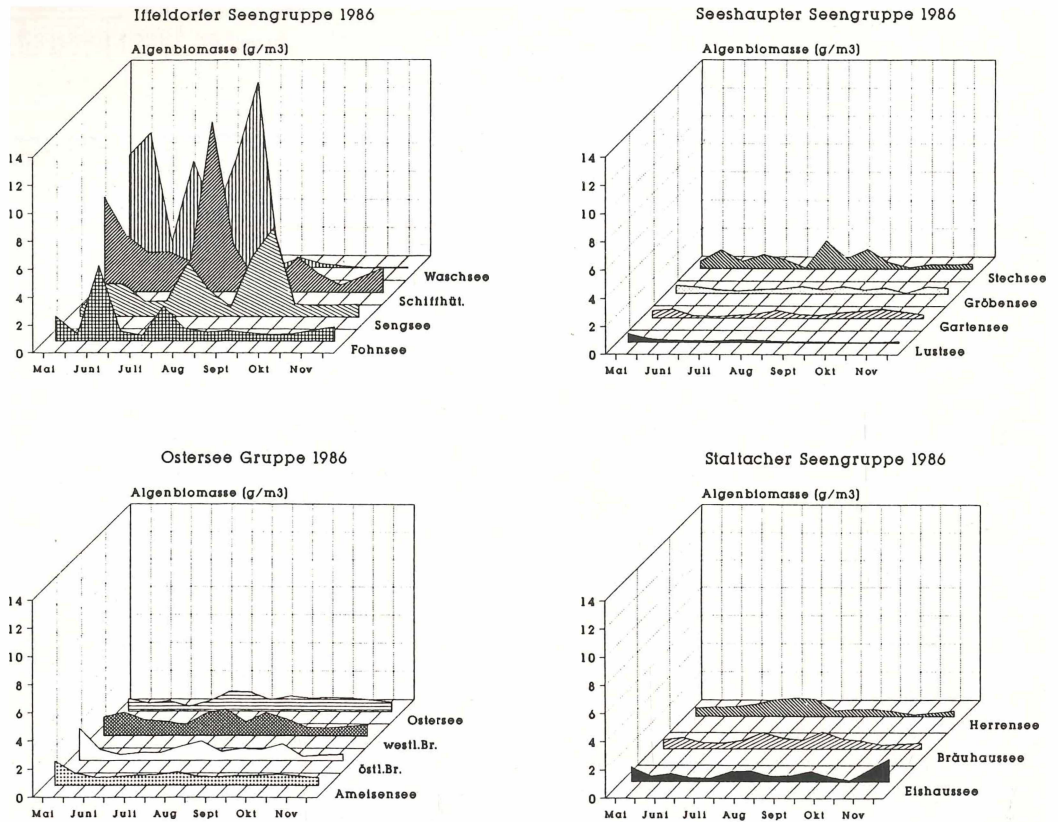 Iffeldorfer Seengruppe 1986
Algenbiomasse (g/m3)
14
12
10
8
6
4
2
0
Waschsee
Schiffhüt.
Sengsee
Fohnsee
Mai Juni Juli Aug Sept Okt Nov
Seeshaupter Seengruppe 1986
Algenbiomasse (g/m3)
14
12
10
8
6
4
2
0
Stechsee
Gröbensee
Gartensee
Lustsee
Mai Juni Juli Aug Sept Okt Nov
Ostersee Gruppe 1986
Algenbiomasse (g/m3)
14
12
10
8
6
4
2
0
Ostersee
westl.Br.
östl.Br.
Ameisensee
Mai Juni Juli Aug Sept Okt Nov
Staltacher Seengruppe 1986
Algenbiomasse (g/m3)
14
12
10
8
6
4
2
0
Herrensee
Bräuhaussee
Eishaussee
Mai Juni Juli Aug Sept Okt Nov